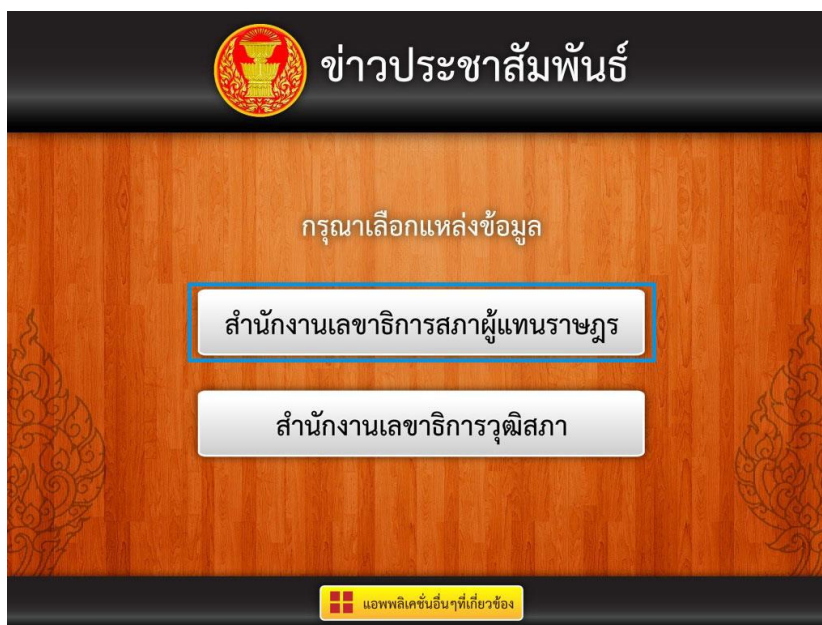 ข่าวประชาสัมพันธ์
กรุณาเลือกแหล่งข้อมูล
สำนักงานเลขาธิการสภาผู้แทนราษฎร
สำนักงานเลขาธิการวุฒิสภา
แอพพลิเคชั่นอื่นๆที่เกี่ยวข้อง